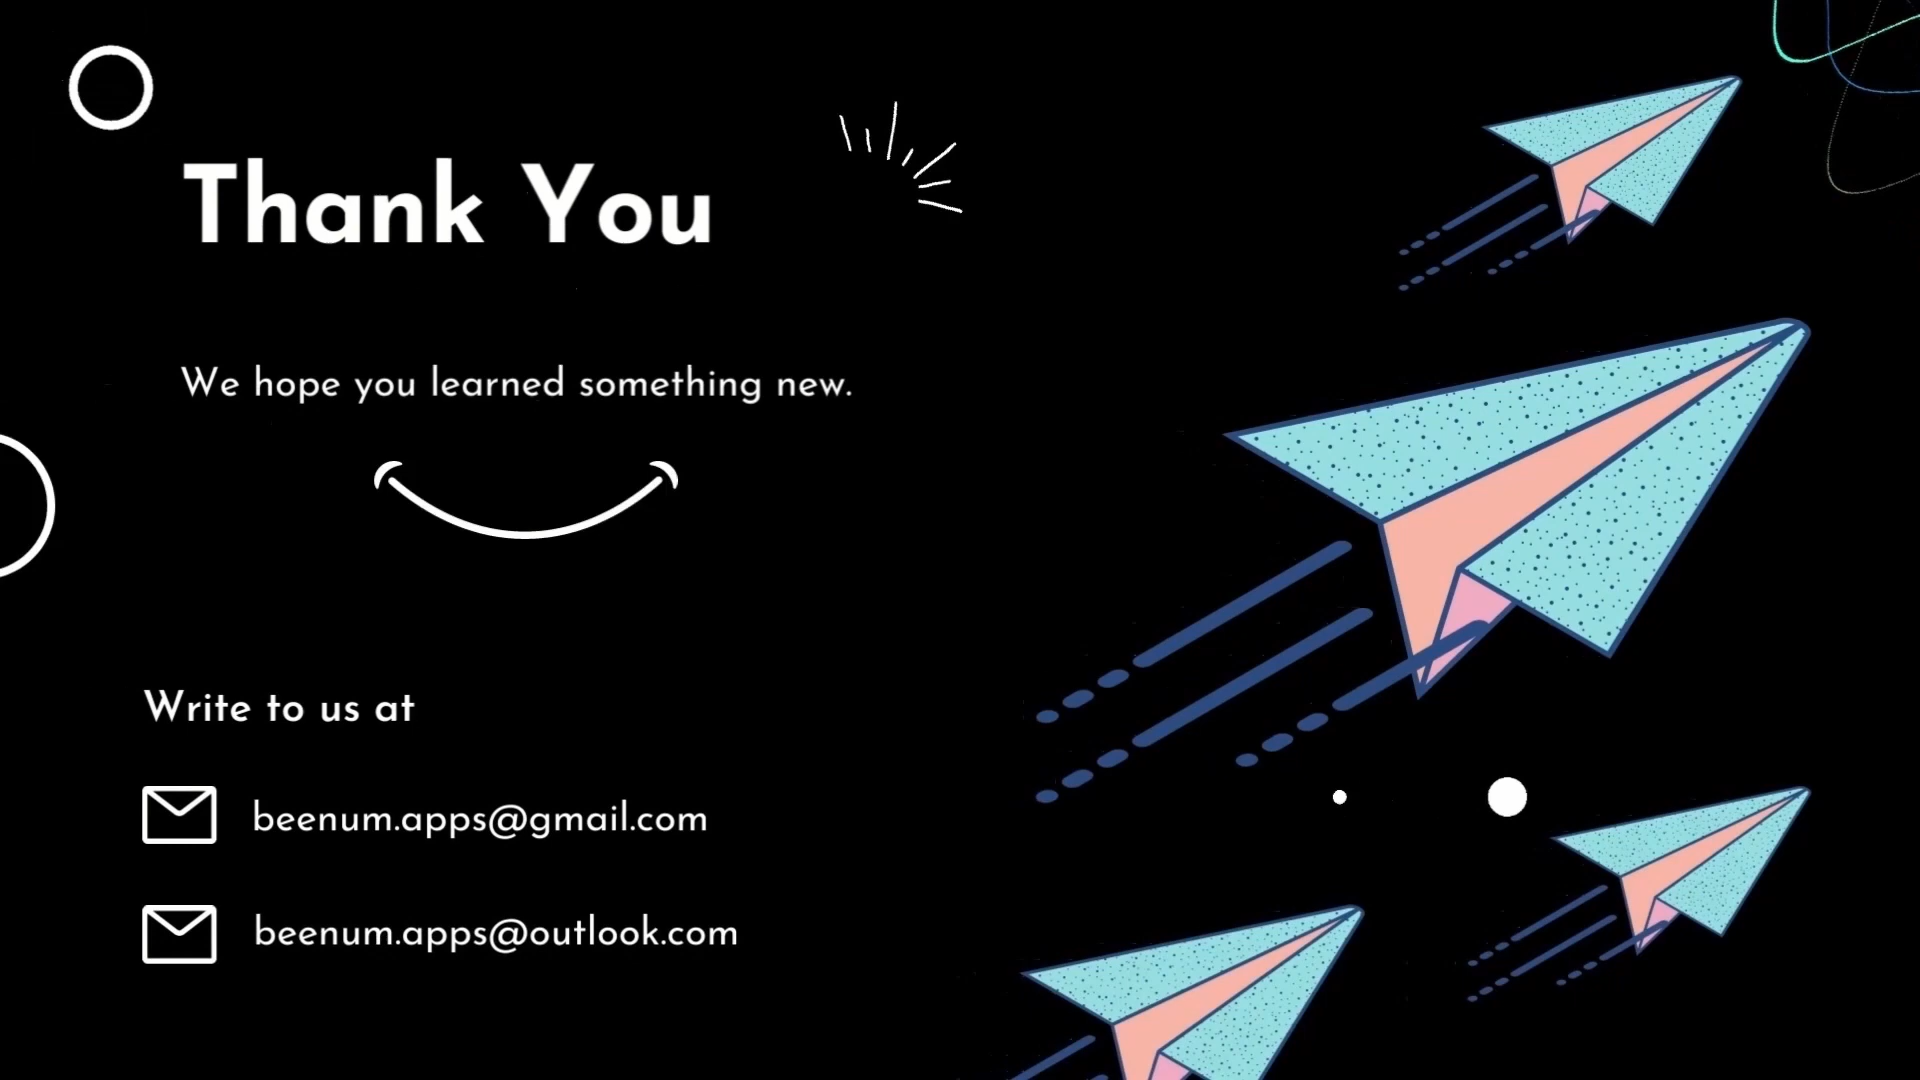 Thank You
We hope you learned something new.
Write to us at
beenum.apps@gmail.com
beenum.apps@outlook.com